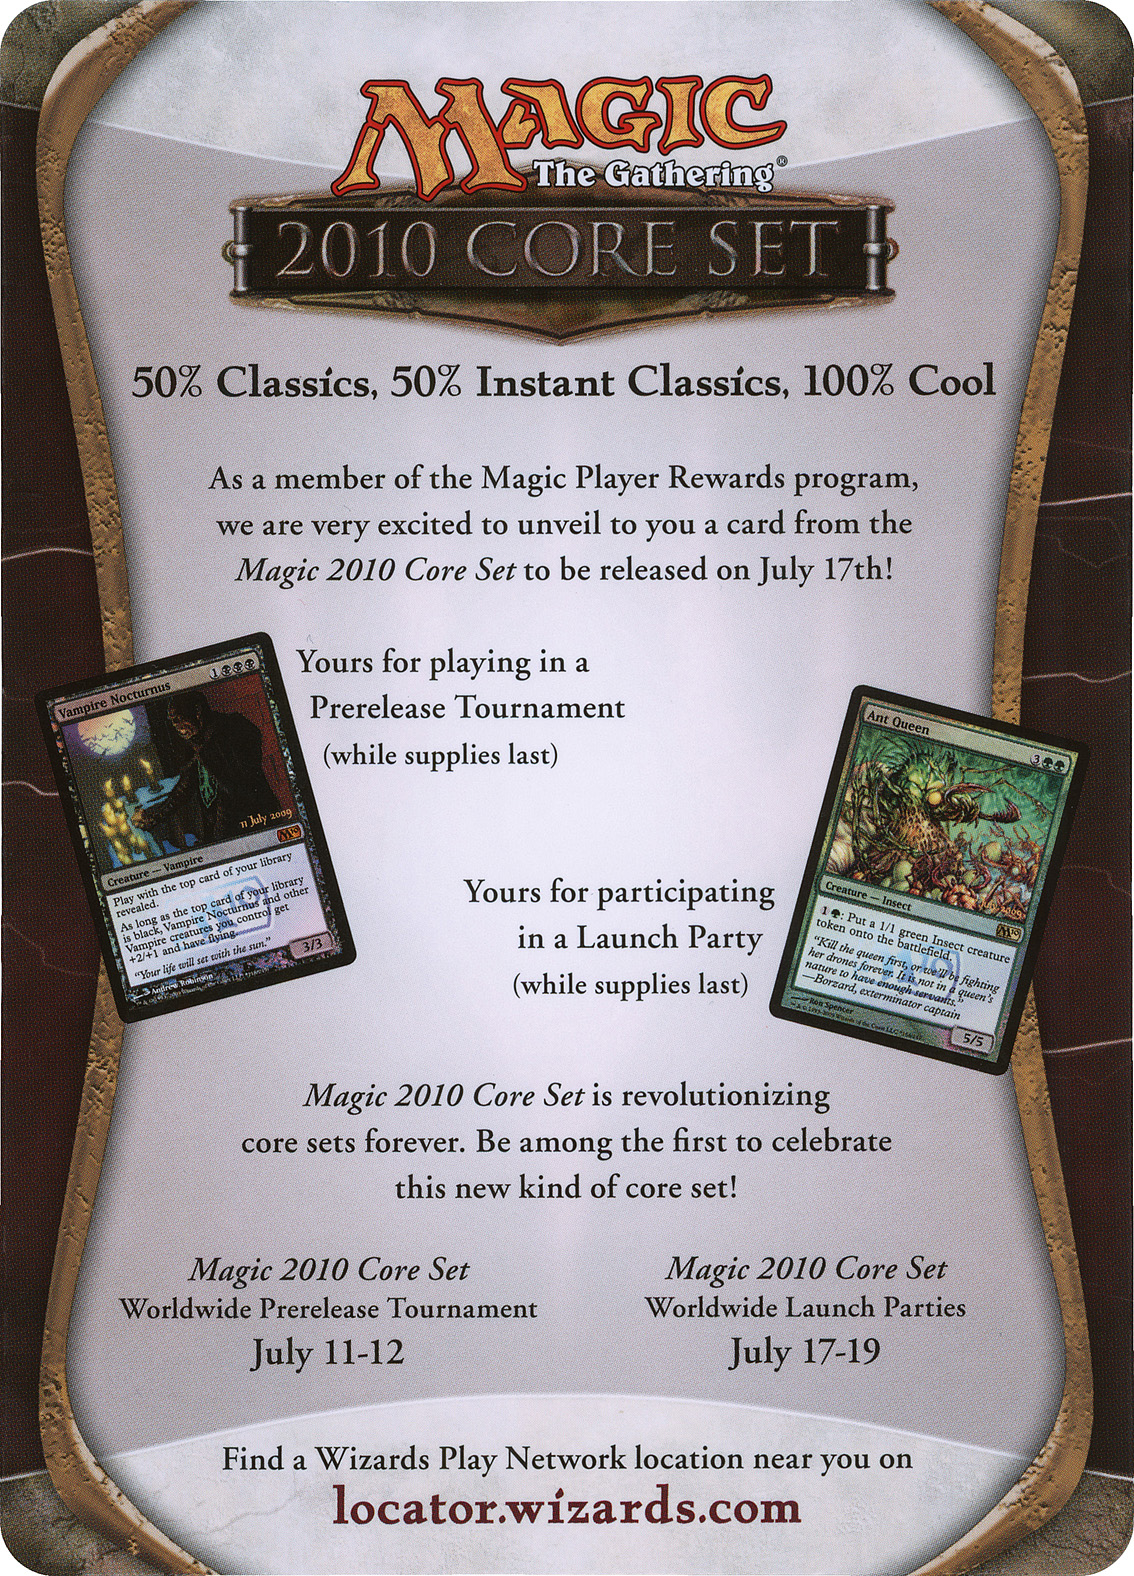 MAGIC
The Gathering®
2010 CORE SET
50% Classics, 50% Instant Classics, 100% Cool
As a member of the Magic Player Rewards program,
we are very excited to unveil to you a card from the
Magic 2010 Core Set to be released on July 17th!
Vampire Nocturnus 1
11 July 2009
M10
Creature — Vampire
Play with the top card of your library
revealed.
As long as the top card of your library
is black, Vampire Nocturnus and other
Vampire creatures you control get
+2/+1 and have flying.
"Your life will set with the sun."
3/3
Andrew Robinson
Yours for playing in a
Prerelease Tournament
(while supplies last)
Ant Queen 3
Creature — Insect
M10
1 : Put a 1/1 green Insect creature
token onto the battlefield.
"Kill the queen first, or we'll be fighting
her drones forever. It is not in a queen's
nature to have enough servants."
—Borzard, exterminator captain
Ron Spencer
5/5
Yours for participating
in a Launch Party
(while supplies last)
Magic 2010 Core Set is revolutionizing
core sets forever. Be among the first to celebrate
this new kind of core set!
Magic 2010 Core Set
Worldwide Prerelease Tournament
July 11-12
Magic 2010 Core Set
Worldwide Launch Parties
July 17-19
Find a Wizards Play Network location near you on
locator.wizards.com